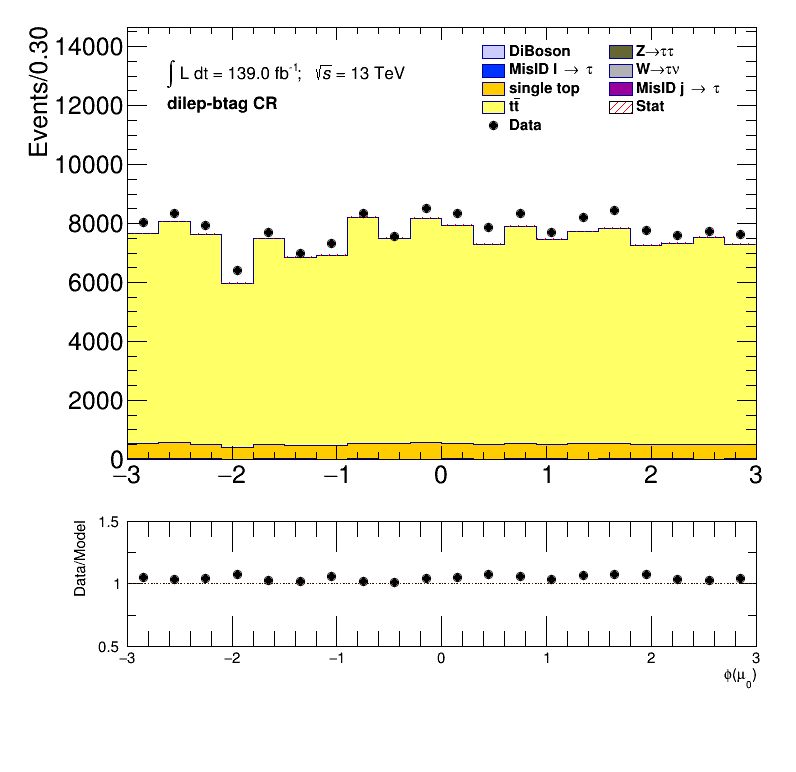 Events/0.30
14000
12000
10000
8000
6000
4000
2000
0
∫ L dt = 139.0 fb⁻¹; √s = 13 TeV
dilep-btag CR
DiBoson
MisID l → τ
single top
tt̄
Data
Z→ττ
W→τν
MisID j → τ
Stat
−3 −2 −1 0 1 2 3
Data/Model
1.5
1
0.5
−3 −2 −1 0 1 2 3
ϕ(μ₀)